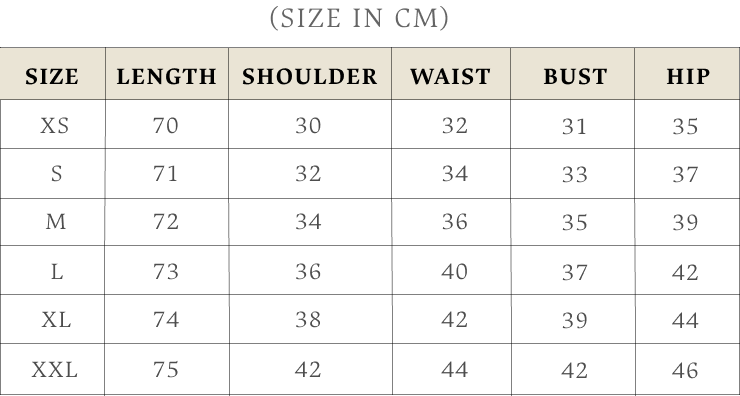 (SIZE IN CM)
SIZE LENGTH SHOULDER WAIST BUST HIP
XS 70 30 32 31 35
S 71 32 34 33 37
M 72 34 36 35 39
L 73 36 40 37 42
XL 74 38 42 39 44
XXL 75 42 44 42 46